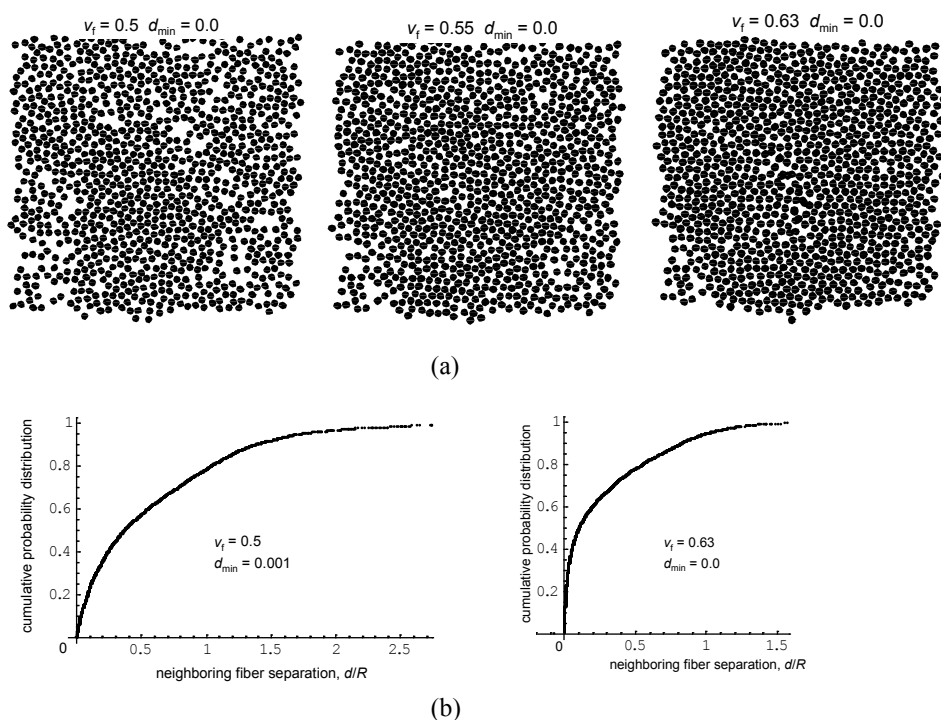 v_f = 0.5 d_min = 0.0
v_f = 0.55 d_min = 0.0
v_f = 0.63 d_min = 0.0
(a)
cumulative probability distribution
1
0.8
0.6
0.4
0.2
0
0.5
1
1.5
2
2.5
v_f = 0.5
d_min = 0.001
neighboring fiber separation, d/R
cumulative probability distribution
1
0.8
0.6
0.4
0.2
0
0.5
1
1.5
v_f = 0.63
d_min = 0.0
neighboring fiber separation, d/R
(b)